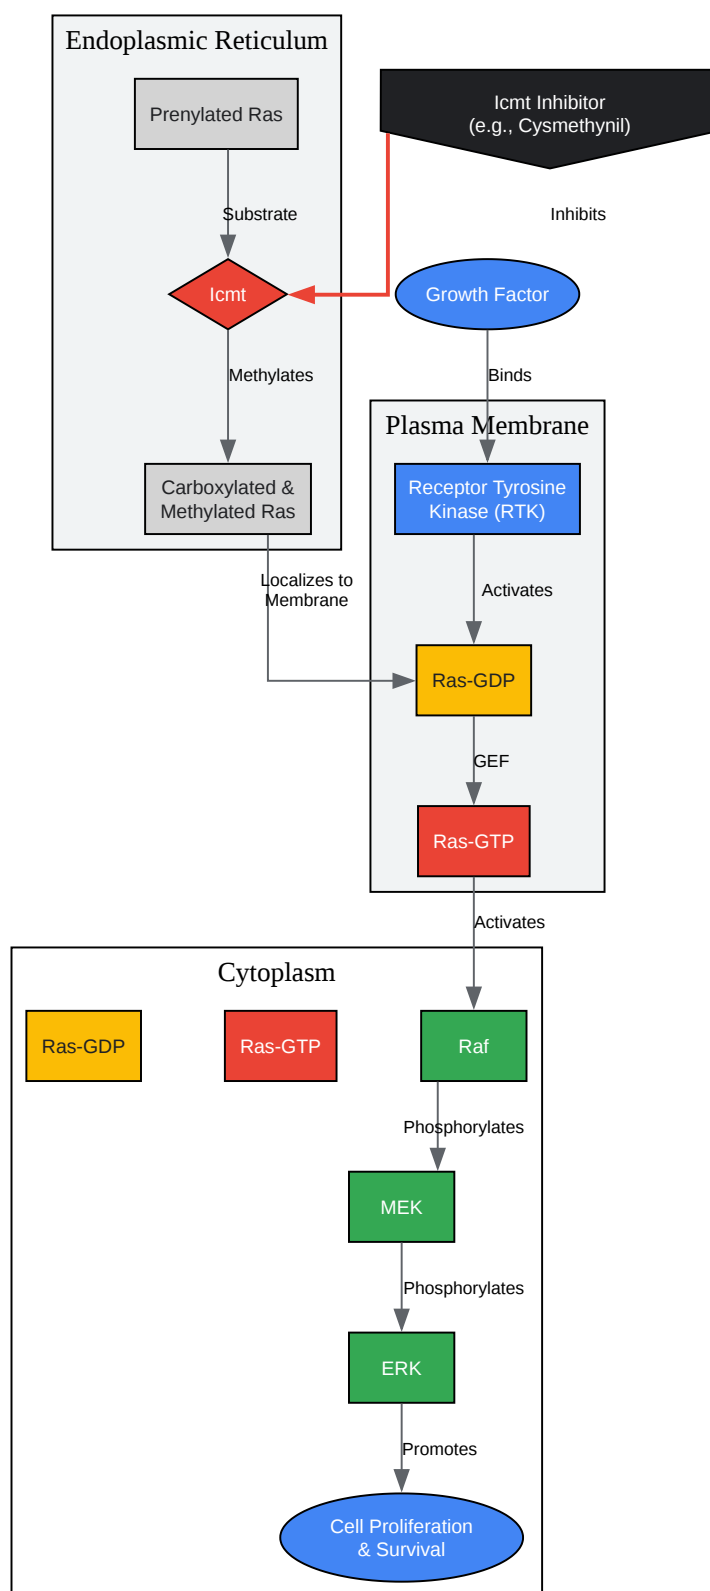 Endoplasmic Reticulum
Prenylated Ras
Icmt Inhibitor
(e.g., Cysmethynil)
Substrate
Inhibits
Icmt
Growth Factor
Methylates
Binds
Plasma Membrane
Carboxylated &
Methylated Ras
Receptor Tyrosine
Kinase (RTK)
Localizes to
Membrane
Activates
Ras-GDP
GEF
Ras-GTP
Activates
Cytoplasm
Ras-GDP
Ras-GTP
Raf
Phosphorylates
MEK
Phosphorylates
ERK
Promotes
Cell Proliferation
& Survival